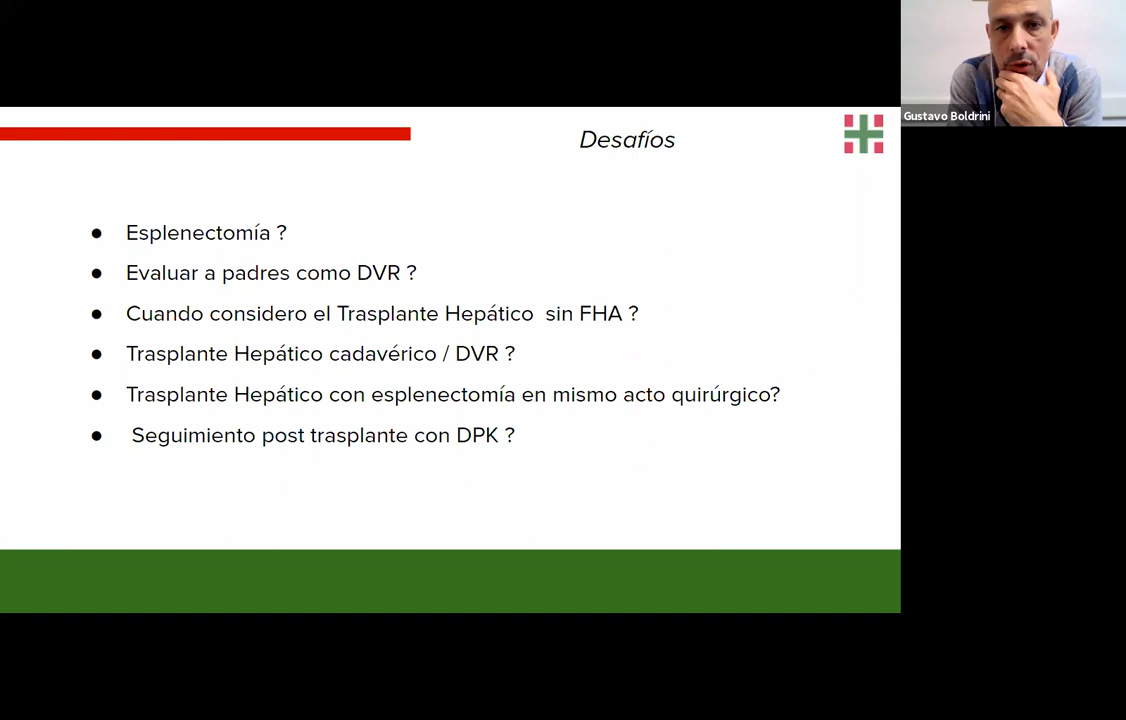 Gustavo Boldrini
Desafíos
● Esplenectomía ?
● Evaluar a padres como DVR ?
● Cuando considero el Trasplante Hepático  sin FHA ?
● Trasplante Hepático cadavérico / DVR ?
● Trasplante Hepático con esplenectomía en mismo acto quirúrgico?
● Seguimiento post trasplante con DPK ?